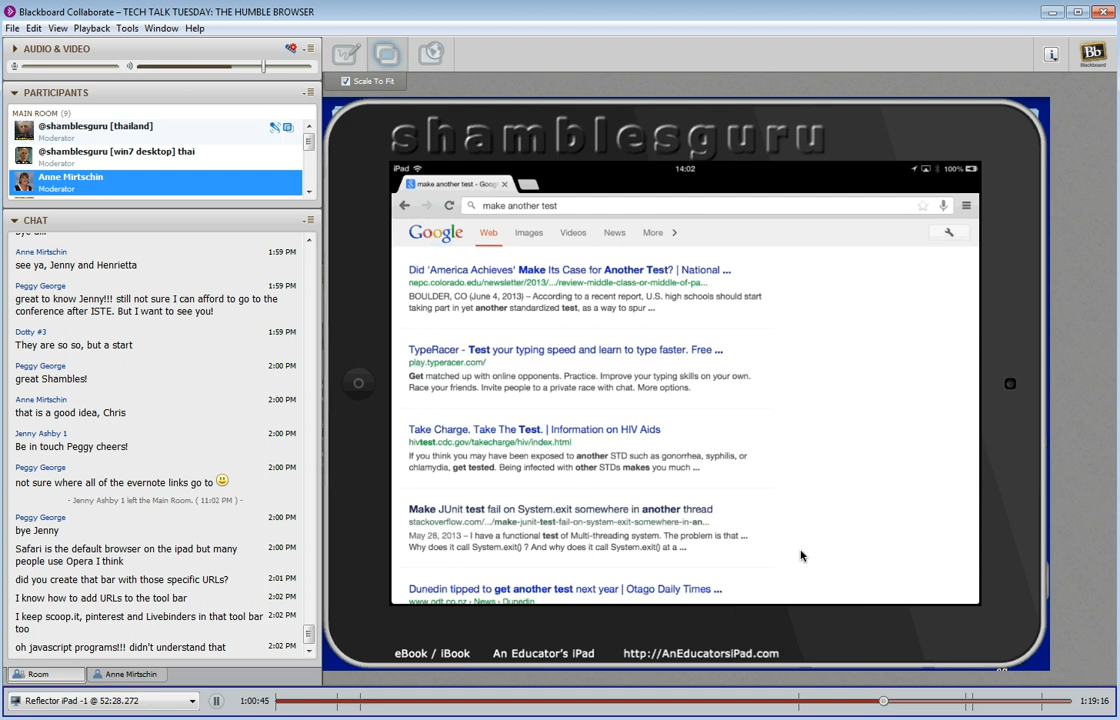 Blackboard Collaborate – TECH TALK TUESDAY: THE HUMBLE BROWSER
File Edit View Playback Tools Window Help
AUDIO & VIDEO
PARTICIPANTS
MAIN ROOM (9)
@shamblesguru [thailand]
Moderator
@shamblesguru [win7 desktop] thai
Moderator
Anne Mirtschin
Moderator
CHAT
Anne Mirtschin 1:59 PM
see ya, Jenny and Henrietta
Peggy George 1:59 PM
great to know Jenny!!! still not sure I can afford to go to the
conference after ISTE. But I want to see you!
Dotty #3 1:59 PM
They are so so, but a start
Peggy George 2:00 PM
great Shambles!
Anne Mirtschin 2:00 PM
that is a good idea, Chris
Jenny Ashby 1 2:00 PM
Be in touch Peggy cheers!
Peggy George 2:00 PM
not sure where all of the evernote links go to
- Jenny Ashby 1 left the Main Room. ( 11:02 PM ) -
Peggy George 2:00 PM
bye Jenny
Safari is the default browser on the ipad but many 2:00 PM
people use Opera I think
did you create that bar with those specific URLs? 2:01 PM
I know how to add URLs to the tool bar 2:02 PM
I keep scoop.it, pinterest and Livebinders in that tool bar 2:02 PM
too
oh javascript programs!!! didn't understand that 2:02 PM
Room Anne Mirtschin
Scale To Fit
Bb
Blackboard
shamblesguru
iPad 14:02 100%
make another test - Goog
make another test
Google Web Images Videos News More
Did 'America Achieves' Make Its Case for Another Test? | National ...
nepc.colorado.edu/newsletter/2013/.../review-middle-class-or-middle-of-pa...
BOULDER, CO (June 4, 2013) – According to a recent report, U.S. high schools should start
taking part in yet another standardized test, as a way to spur ...
TypeRacer - Test your typing speed and learn to type faster. Free ...
play.typeracer.com/
Get matched up with online opponents. Practice. Improve your typing skills on your own.
Race your friends. Invite people to a private race with chat. More options.
Take Charge. Take The Test. | Information on HIV Aids
hivtest.cdc.gov/takecharge/hiv/index.html
If you think you may have been exposed to another STD such as gonorrhea, syphilis, or
chlamydia, get tested. Being infected with other STDs makes you much ...
Make JUnit test fail on System.exit somewhere in another thread
stackoverflow.com/.../make-junit-test-fail-on-system-exit-somewhere-in-an...
May 28, 2013 – I have a functional test of Multi-threading system. The problem is that ...
Why does it call System.exit() ? And why does it call System.exit() at a ...
Dunedin tipped to get another test next year | Otago Daily Times ...
www.odt.co.nz › News › Dunedin
eBook / iBook An Educator's iPad http://AnEducatorsiPad.com
Reflector iPad -1 @ 52:28.272 1:00:45 1:19:16